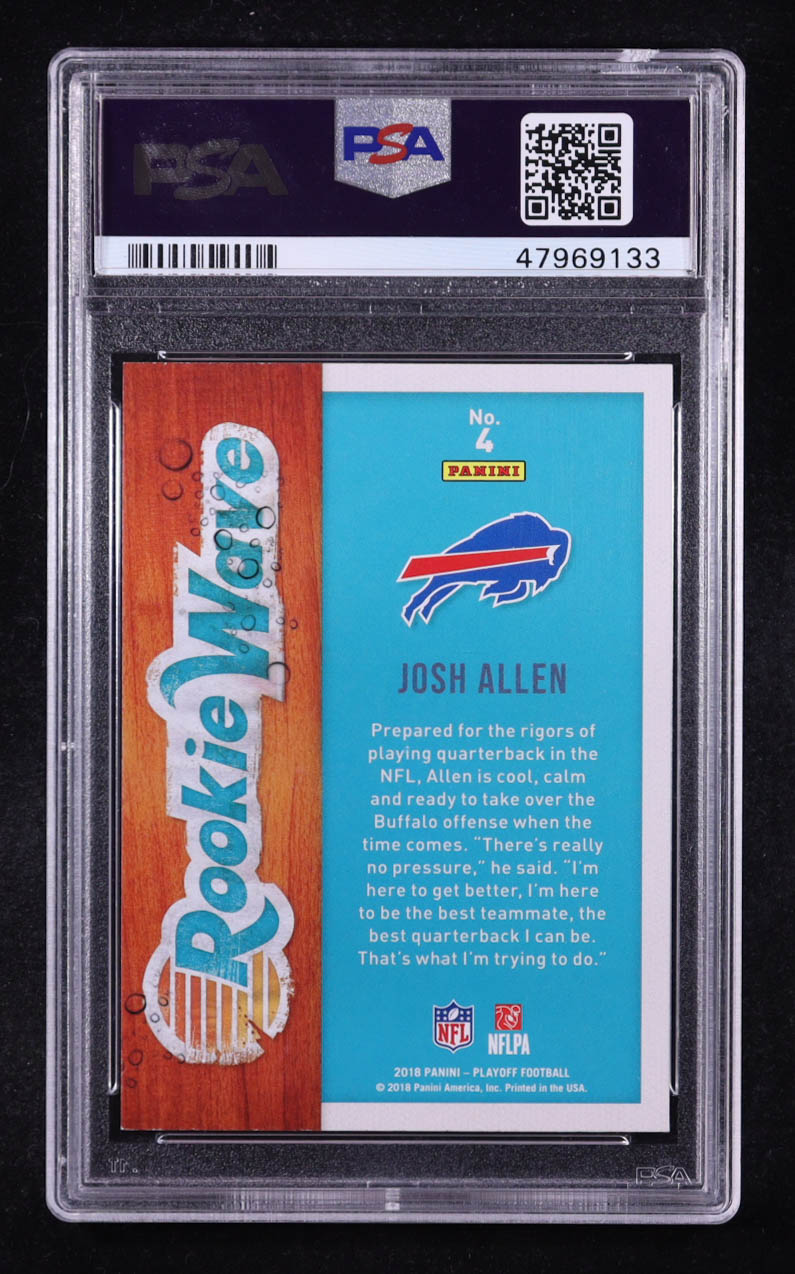 PSA
PSA
47969133
No.
4
PANINI
Rookie Wave
JOSH ALLEN
Prepared for the rigors of
playing quarterback in the
NFL, Allen is cool, calm
and ready to take over the
Buffalo offense when the
time comes. “There’s really
no pressure,” he said. “I’m
here to get better, I’m here
to be the best teammate, the
best quarterback I can be.
That’s what I’m trying to do.”
NFL
NFLPA
2018 PANINI – PLAYOFF FOOTBALL
© 2018 Panini America, Inc. Printed in the USA.
PSA